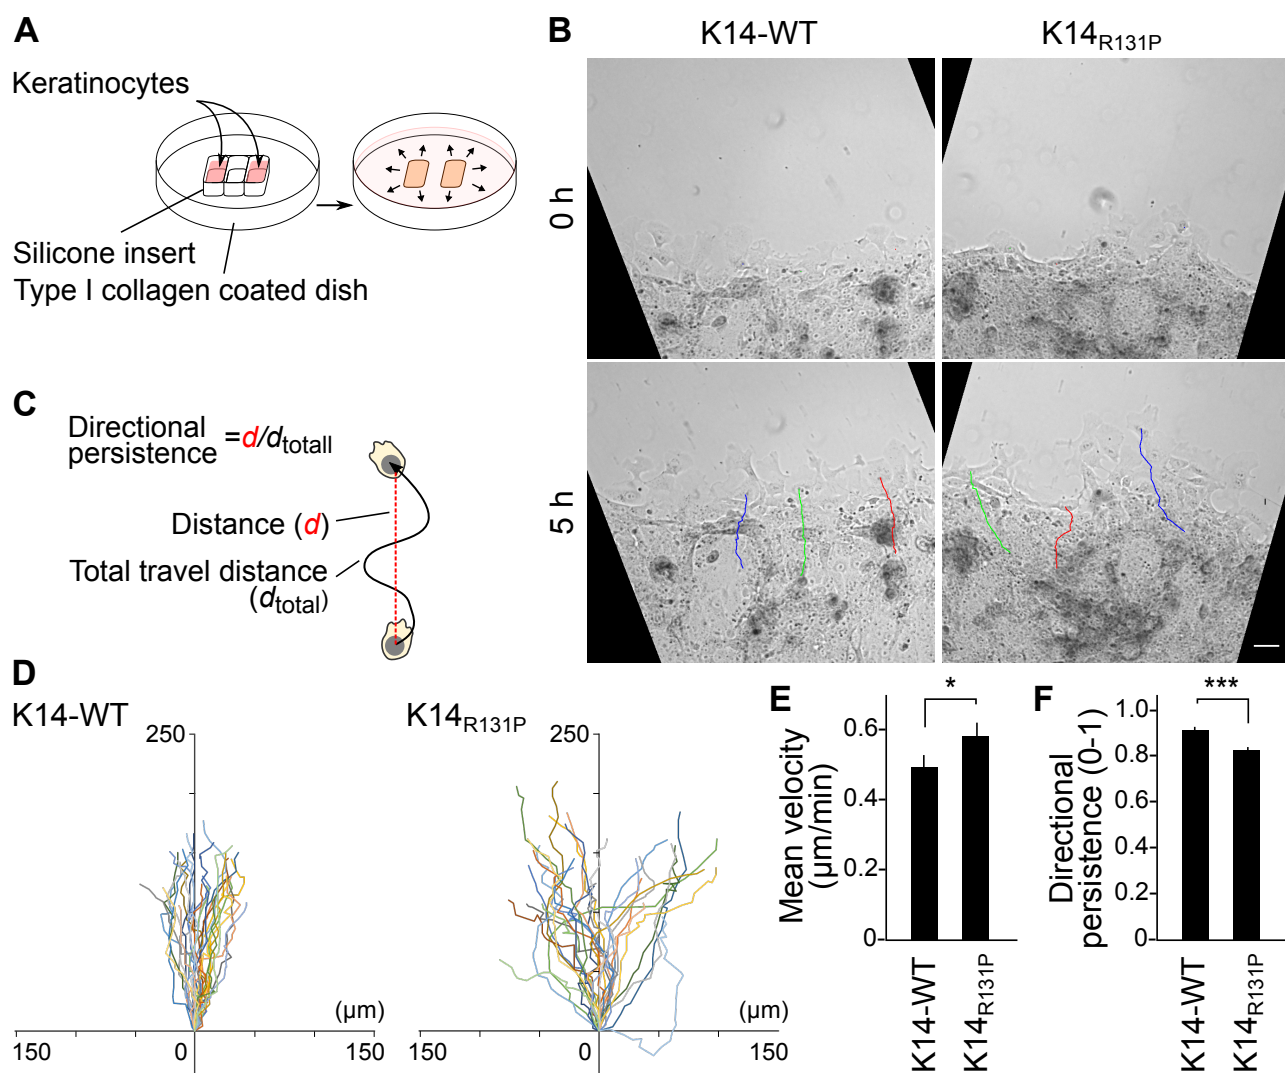 A
Keratinocytes
Silicone insert
Type I collagen coated dish
B
K14-WT
K14R131P
0 h
5 h
C
Directional
persistence
=d/dtotall
Distance (d)
Total travel distance
(dtotal)
D
K14-WT
250
(µm)
150
0
150
K14R131P
250
(µm)
150
0
150
E
Mean velocity
(µm/min)
*
0.6
0.4
0.2
0
K14-WT
K14R131P
F
Directional
persistence (0-1)
***
1.0
0.8
0.6
0.4
0.2
0
K14-WT
K14R131P